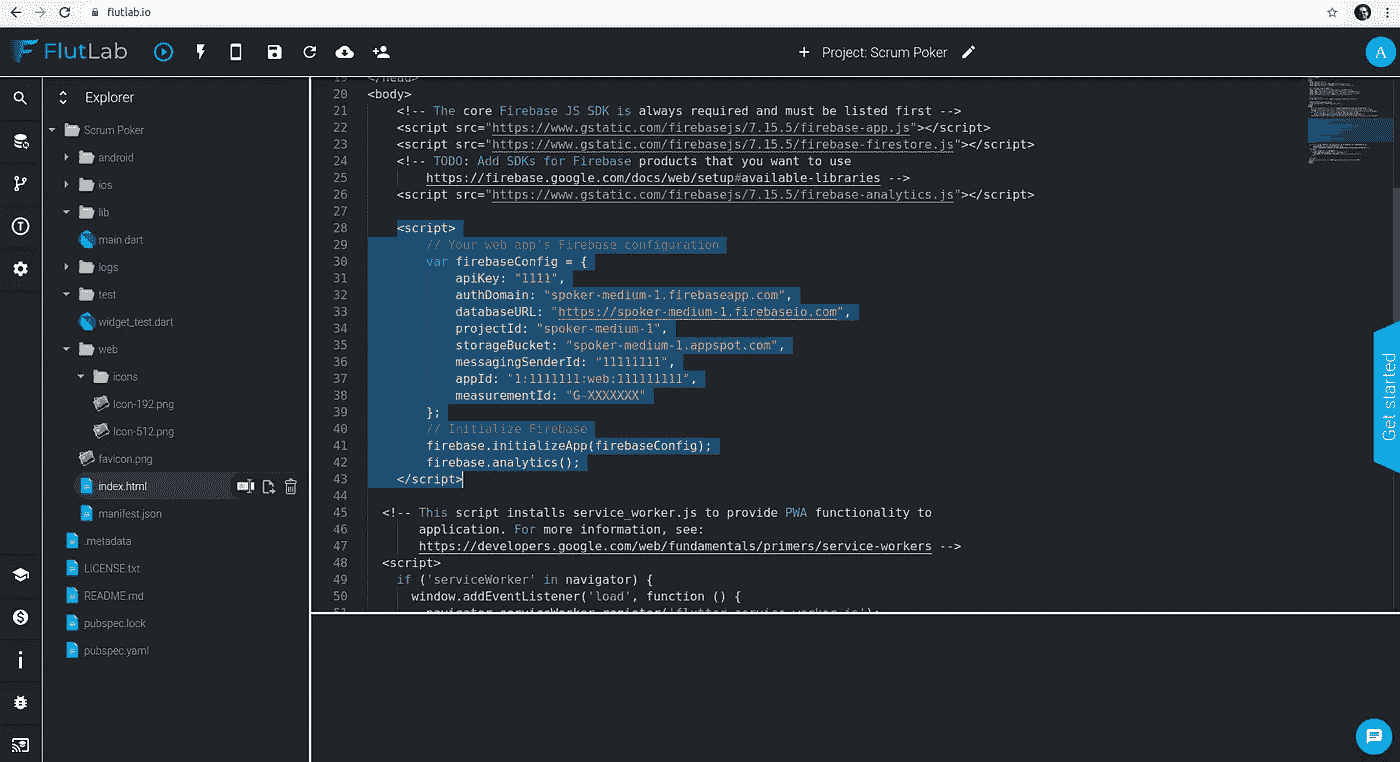 flutlab.io
FlutLab
Project: Scrum Poker
A
Explorer
Scrum Poker
android
ios
lib
main.dart
logs
test
widget_test.dart
web
icons
Icon-192.png
Icon-512.png
favicon.png
index.html
manifest.json
.metadata
LICENSE.txt
README.md
pubspec.lock
pubspec.yaml
19 </head>
20 <body>
21 <!-- The core Firebase JS SDK is always required and must be listed first -->
22 <script src="https://www.gstatic.com/firebasejs/7.15.5/firebase-app.js"></script>
23 <script src="https://www.gstatic.com/firebasejs/7.15.5/firebase-firestore.js"></script>
24 <!-- TODO: Add SDKs for Firebase products that you want to use
25 https://firebase.google.com/docs/web/setup#available-libraries -->
26 <script src="https://www.gstatic.com/firebasejs/7.15.5/firebase-analytics.js"></script>
27
28 <script>
29 // Your web app's Firebase configuration
30 var firebaseConfig = {
31 apiKey: "1111",
32 authDomain: "spoker-medium-1.firebaseapp.com",
33 databaseURL: "https://spoker-medium-1.firebaseio.com",
34 projectId: "spoker-medium-1",
35 storageBucket: "spoker-medium-1.appspot.com",
36 messagingSenderId: "11111111",
37 appId: "1:1111111:web:111111111",
38 measurementId: "G-XXXXXXX"
39 };
40 // Initialize Firebase
41 firebase.initializeApp(firebaseConfig);
42 firebase.analytics();
43 </script>
44
45 <!-- This script installs service_worker.js to provide PWA functionality to
46 application. For more information, see:
47 https://developers.google.com/web/fundamentals/primers/service-workers -->
48 <script>
49 if ('serviceWorker' in navigator) {
50 window.addEventListener('load', function () {
51 navigator.serviceWorker.register('flutter_service_worker.js');
Get started